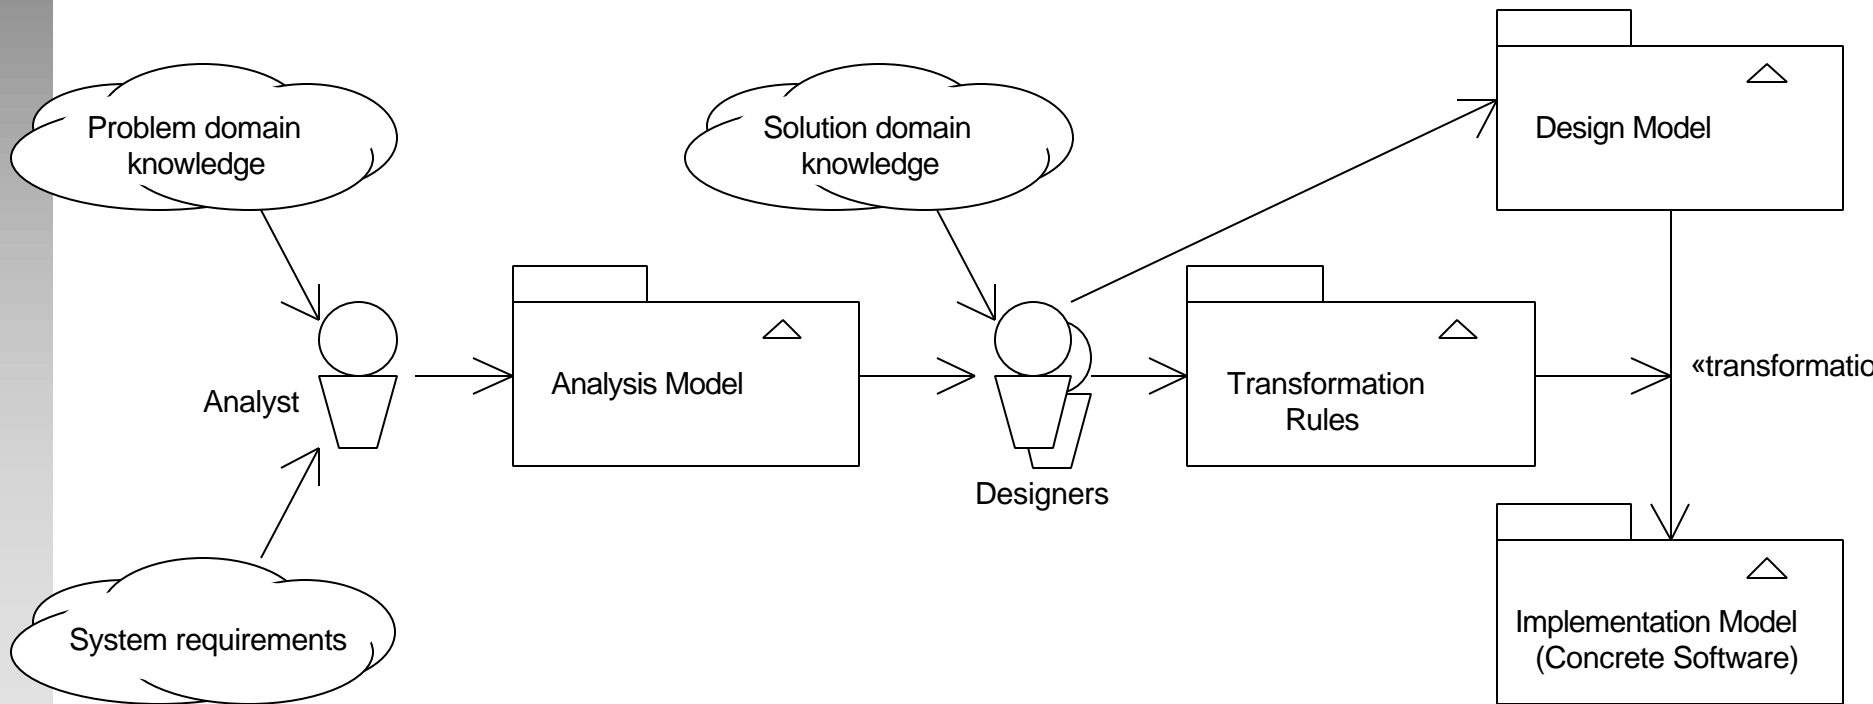 Problem domain
knowledge
Solution domain
knowledge
Design Model
Analyst
Analysis Model
Designers
Transformation
Rules
«transformatio
System requirements
Implementation Model
(Concrete Software)